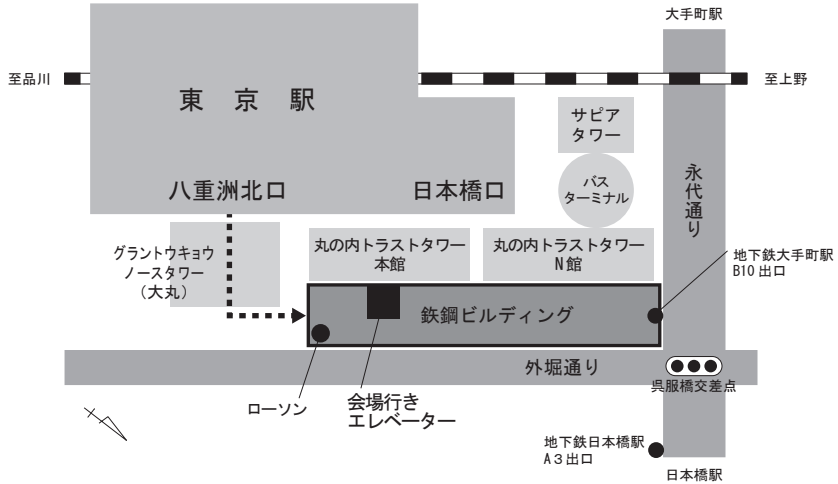 大手町駅
至品川
至上野
東京駅
サピア
タワー
八重洲北口
日本橋口
バス
ターミナル
永代通り
グラントウキョウ
ノースタワー
（大丸）
丸の内トラストタワー
本館
丸の内トラストタワー
N館
地下鉄大手町駅
B10出口
鉄鋼ビルディング
外堀通り
呉服橋交差点
ローソン
会場行き
エレベーター
地下鉄日本橋駅
A3出口
日本橋駅